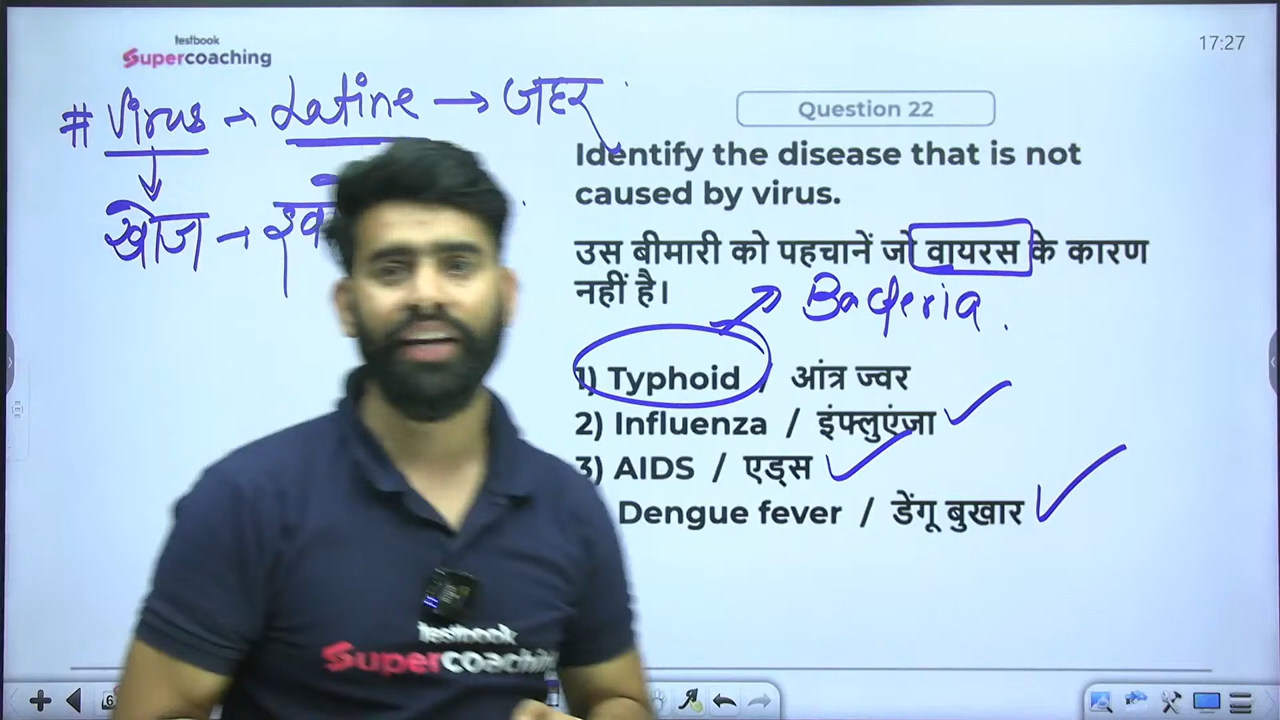 testbook
Supercoaching
17:27
# Virus → Latine → जहर
खोज →
Question 22
Identify the disease that is not
caused by virus.
उस बीमारी को पहचानें जो वायरस के कारण
नहीं है।
Bacteria.
1) Typhoid / आंत्र ज्वर
2) Influenza / इंफ्लुएंजा
3) AIDS / एड्स
Dengue fever / डेंगू बुखार
testbook
Supercoaching